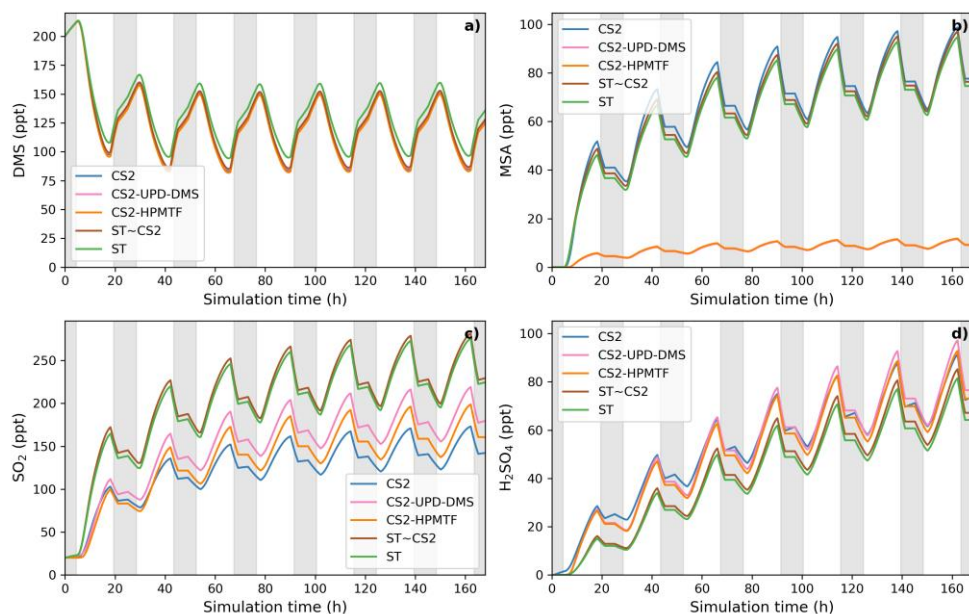 a)
200
175
150
125
100
75
50
25
0
DMS (ppt)
CS2
CS2-UPD-DMS
CS2-HPMTF
ST~CS2
ST
0 20 40 60 80 100 120 140 160
Simulation time (h)
b)
100
80
60
40
20
0
MSA (ppt)
CS2
CS2-UPD-DMS
CS2-HPMTF
ST~CS2
ST
0 20 40 60 80 100 120 140 160
Simulation time (h)
c)
250
200
150
100
50
0
SO₂ (ppt)
CS2
CS2-UPD-DMS
CS2-HPMTF
ST~CS2
ST
0 20 40 60 80 100 120 140 160
Simulation time (h)
d)
100
80
60
40
20
0
H₂SO₄ (ppt)
CS2
CS2-UPD-DMS
CS2-HPMTF
ST~CS2
ST
0 20 40 60 80 100 120 140 160
Simulation time (h)